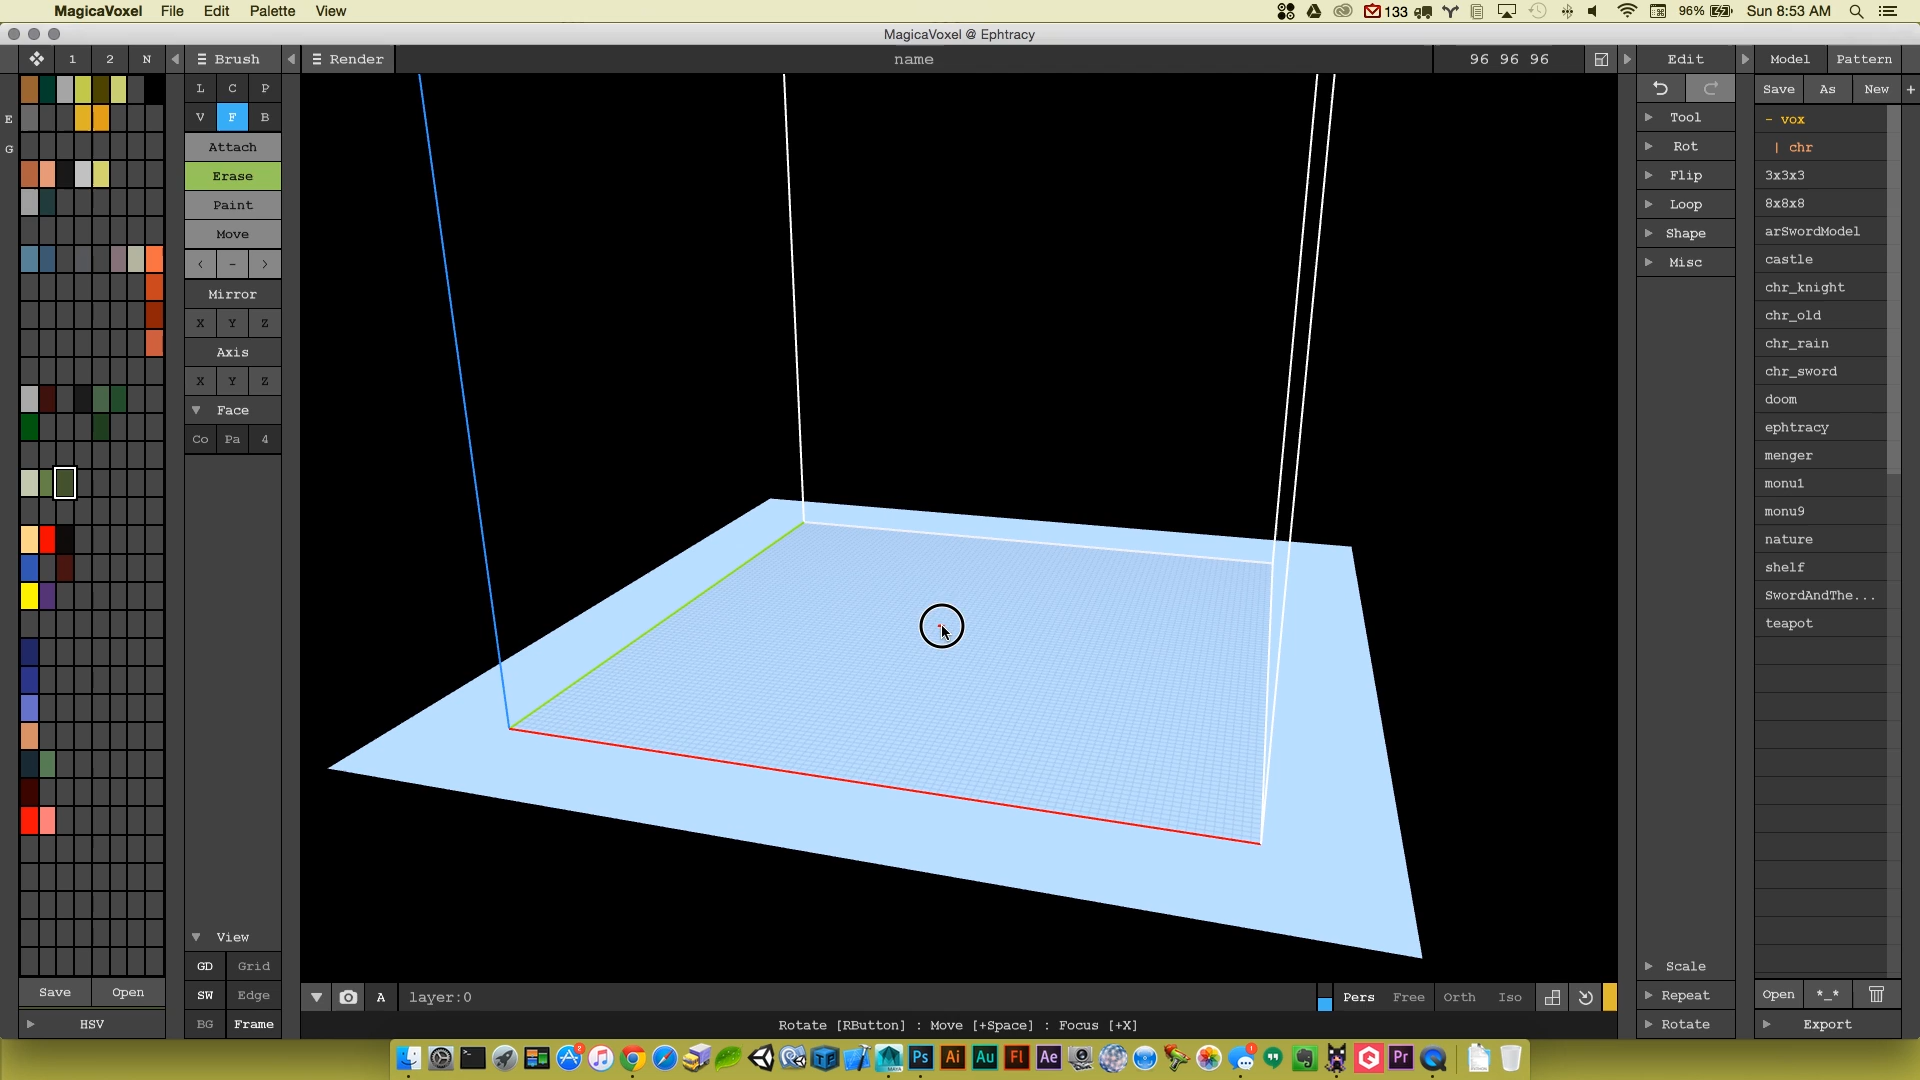 MagicaVoxel File Edit Palette View 133 96% Sun 8:53 AM
MagicaVoxel @ Ephtracy
1 2 N Brush Render name 96 96 96 Edit Model Pattern
L C P Save As New +
E V F B Tool - vox
G Attach Rot | chr
Erase Flip 3x3x3
Paint Loop 8x8x8
Move Shape arSwordModel
< - > Misc castle
Mirror chr_knight
X Y Z chr_old
Axis chr_rain
X Y Z chr_sword
Face doom
Co Pa 4 ephtracy
menger
monu1
monu9
nature
shelf
SwordAndThe...
teapot
View
GD Grid Scale
Save Open SW Edge A layer:0 Pers Free Orth Iso Repeat Open *_*
HSV BG Frame Rotate [RButton] : Move [+Space] : Focus [+X] Rotate Export
2 TP MAYA Ps Ai Au Fl Ae 1 Pr